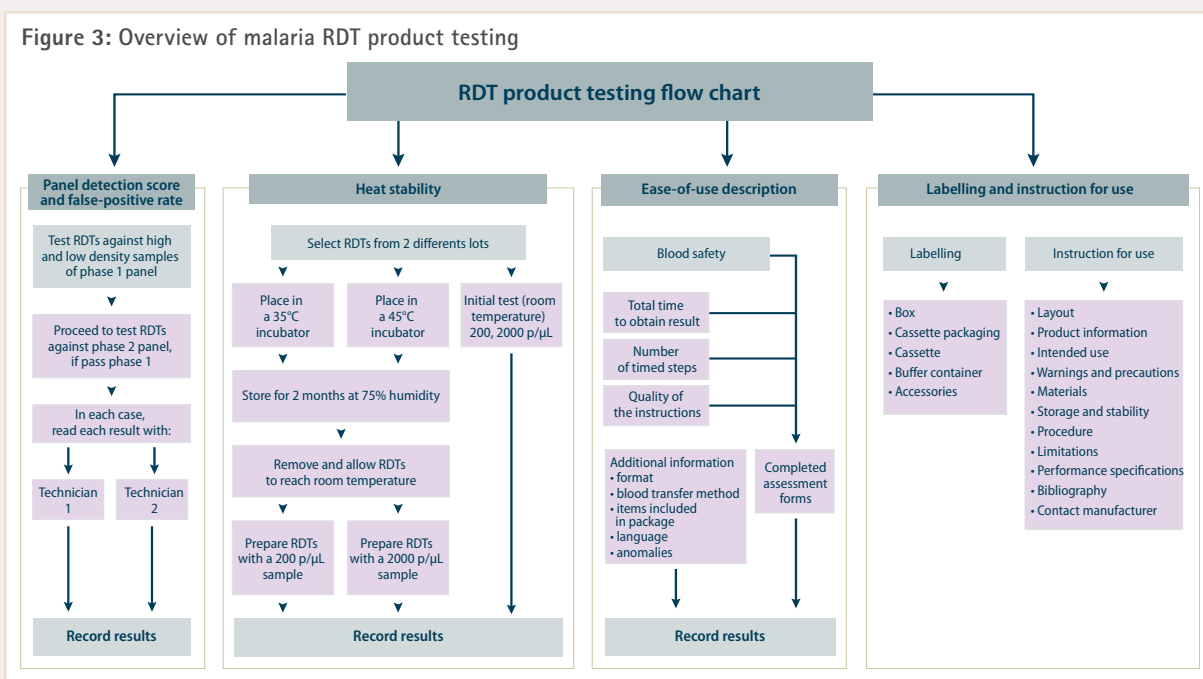 Figure 3: Overview of malaria RDT product testing
RDT product testing flow chart
Panel detection score
and false-positive rate
Test RDTs against high
and low density samples
of phase 1 panel
Proceed to test RDTs
against phase 2 panel,
if pass phase 1
In each case,
read each result with:
Technician
1
Technician
2
Record results
Heat stability
Select RDTs from 2 differents lots
Place in
a 35°C
incubator
Place in
a 45°C
incubator
Initial test (room
temperature)
200, 2000 p/µL
Store for 2 months at 75% humidity
Remove and allow RDTs
to reach room temperature
Prepare RDTs
with a 200 p/µL
sample
Prepare RDTs
with a 2000 p/µL
sample
Record results
Ease-of-use description
Blood safety
Total time
to obtain result
Number
of timed steps
Quality of
the instructions
Additional information
• format
• blood transfer method
• items included
in package
• language
• anomalies
Completed
assessment
forms
Record results
Labelling and instruction for use
Labelling
• Box
• Cassette packaging
• Cassette
• Buffer container
• Accessories
Instruction for use
• Layout
• Product information
• Intended use
• Warnings and precautions
• Materials
• Storage and stability
• Procedure
• Limitations
• Performance specifications
• Bibliography
• Contact manufacturer